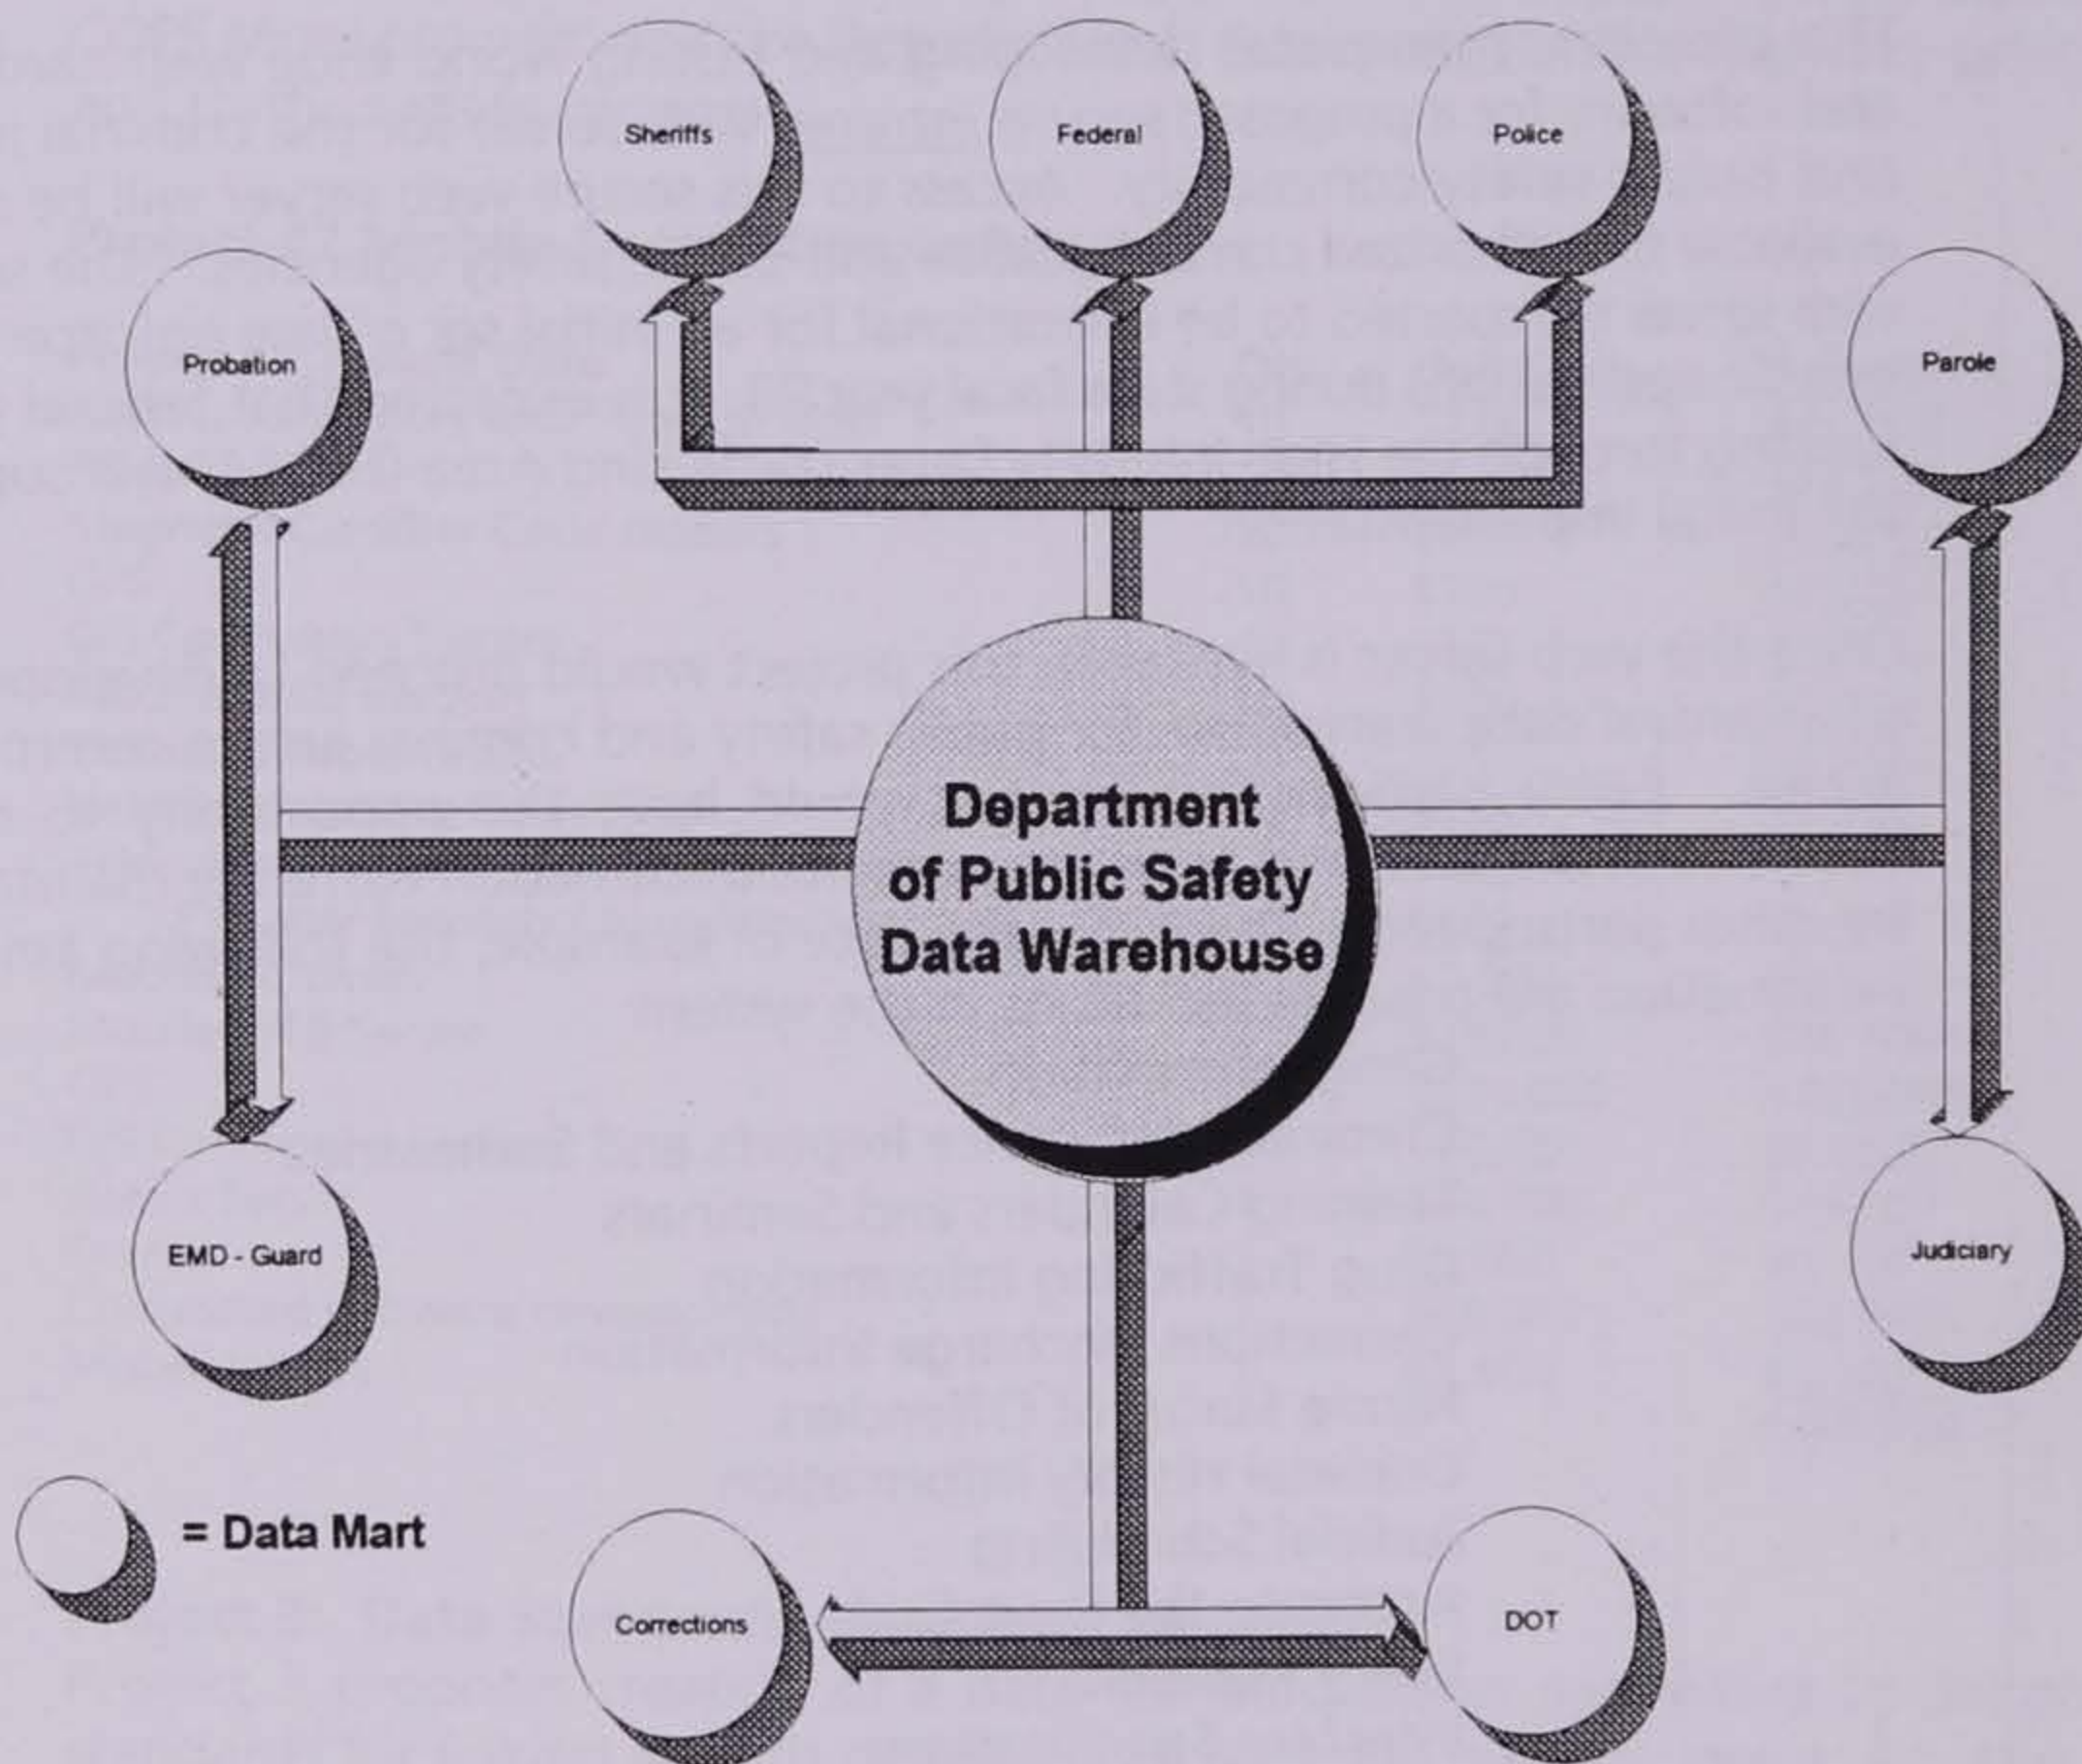 Sheriffs
Federal
Police
Probation
Parole
Department
of Public Safety
Data Warehouse
EMD - Guard
Judiciary
= Data Mart
Corrections
DOT